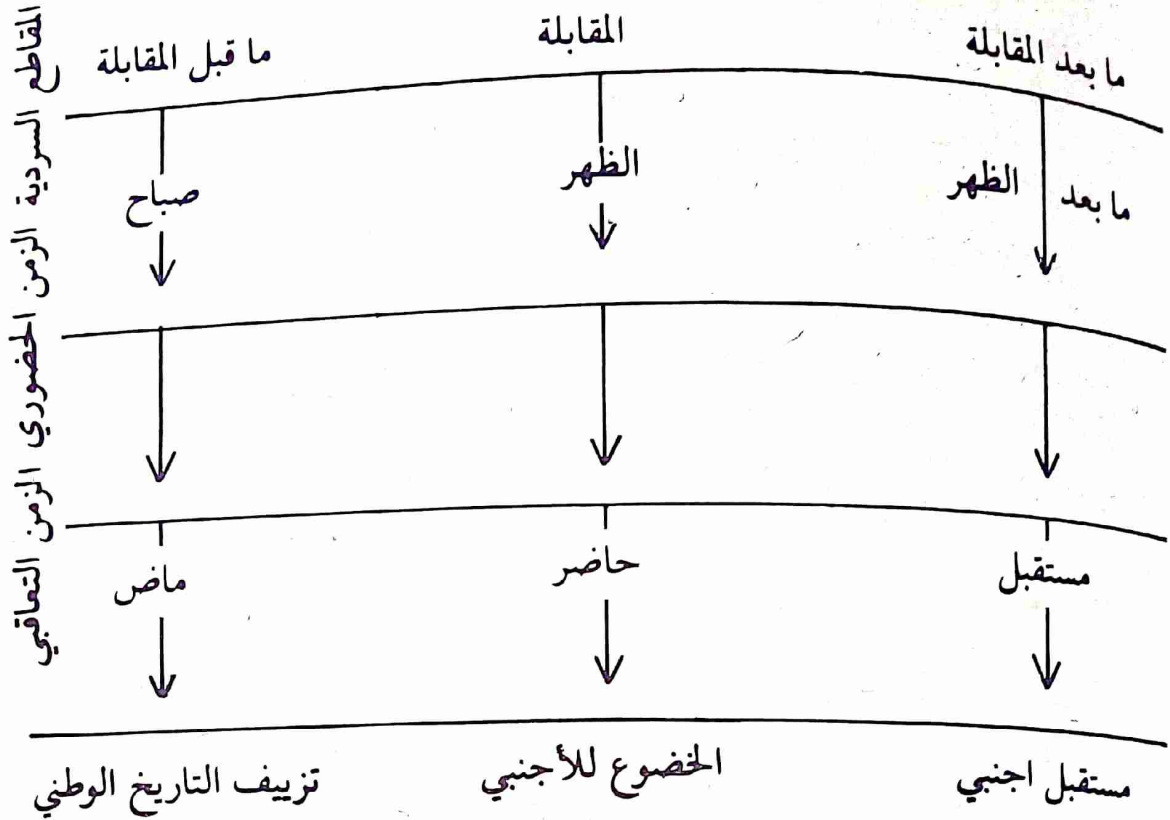 ما بعد المقابلة المقابلة ما قبل المقابلة
ما بعد الظهر الظهر صباح
مستقبل حاضر ماض
مستقبل اجنبي الخضوع للأجنبي تزييف التاريخ الوطني
المقاطع السردية الزمن الحضوري الزمن التعاقبي